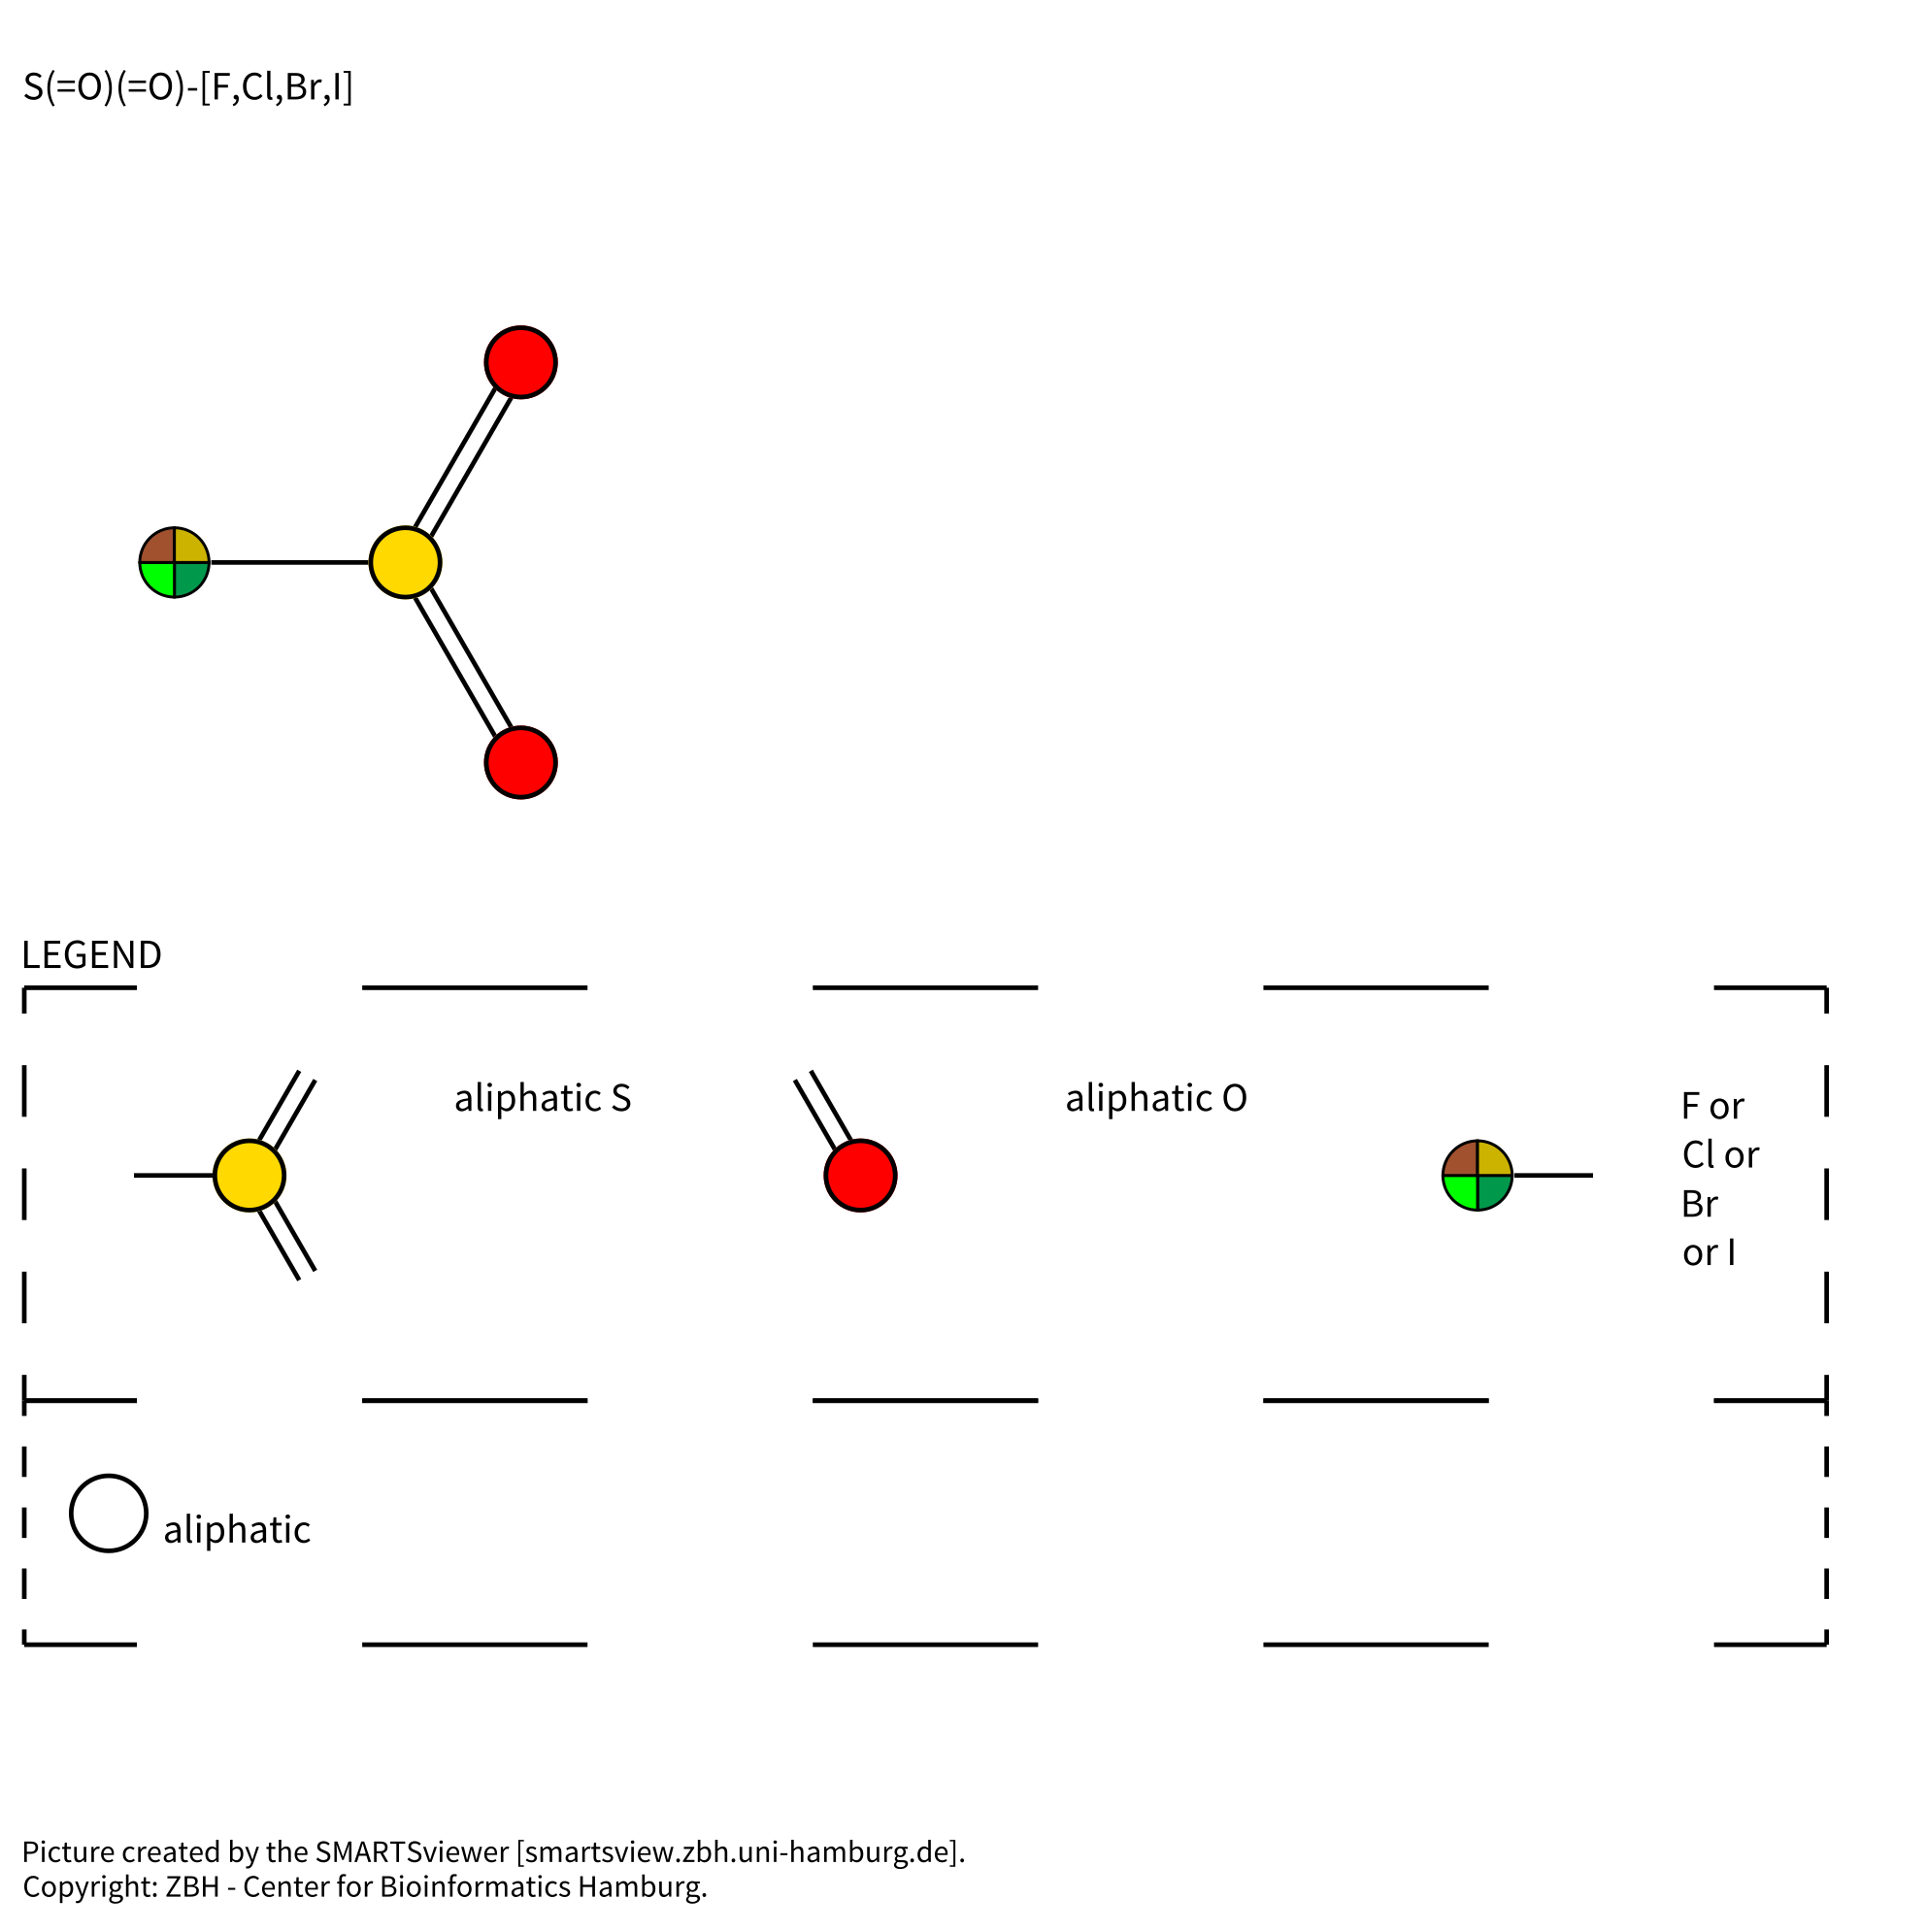 S(=O)(=O)-[F,Cl,Br,I]
LEGEND
aliphatic S
aliphatic O
F or
Cl or
Br
or I
aliphatic
Picture created by the SMARTSviewer [smartsview.zbh.uni-hamburg.de].
Copyright: ZBH - Center for Bioinformatics Hamburg.